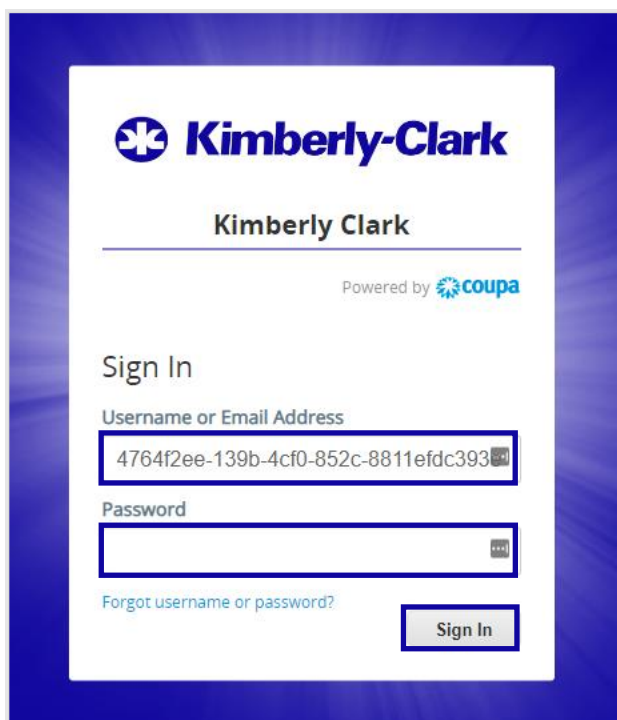 Kimberly-Clark
Kimberly Clark
Powered by coupa
Sign In
Username or Email Address
4764f2ee-139b-4cf0-852c-8811efdc393
Password
Forgot username or password?
Sign In